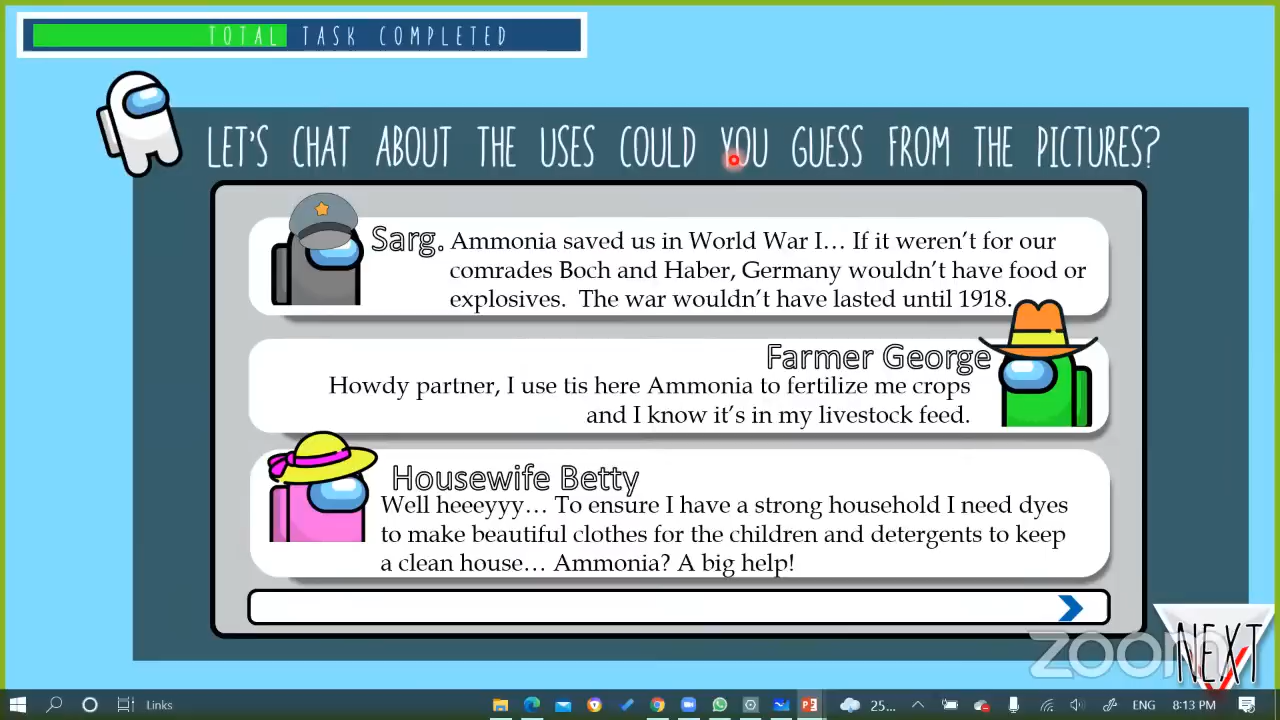 TOTAL TASK COMPLETED
LET'S CHAT ABOUT THE USES COULD YOU GUESS FROM THE PICTURES?
Sarg. Ammonia saved us in World War I... If it weren't for our
comrades Boch and Haber, Germany wouldn't have food or
explosives. The war wouldn't have lasted until 1918.
Farmer George
Howdy partner, I use tis here Ammonia to fertilize me crops
and I know it's in my livestock feed.
Housewife Betty
Well heeeyyy... To ensure I have a strong household I need dyes
to make beautiful clothes for the children and detergents to keep
a clean house... Ammonia? A big help!
zoom
NEXT
Links
25...
ENG
8:13 PM